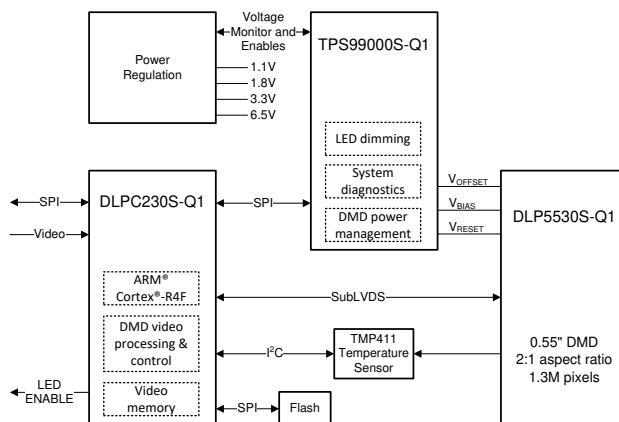 Power
Regulation
Voltage
Monitor and
Enables
1.1V
1.8V
3.3V
6.5V
TPS99000S-Q1
LED dimming
System
diagnostics
DMD power
management
V_OFFSET
V_BIAS
V_RESET
DLP5530S-Q1
0.55" DMD
2:1 aspect ratio
1.3M pixels
SPI
Video
LED
ENABLE
DLPC230S-Q1
ARM®
Cortex®-R4F
DMD video
processing &
control
Video
memory
SPI
SubLVDS
I²C
TMP411
Temperature
Sensor
SPI
Flash